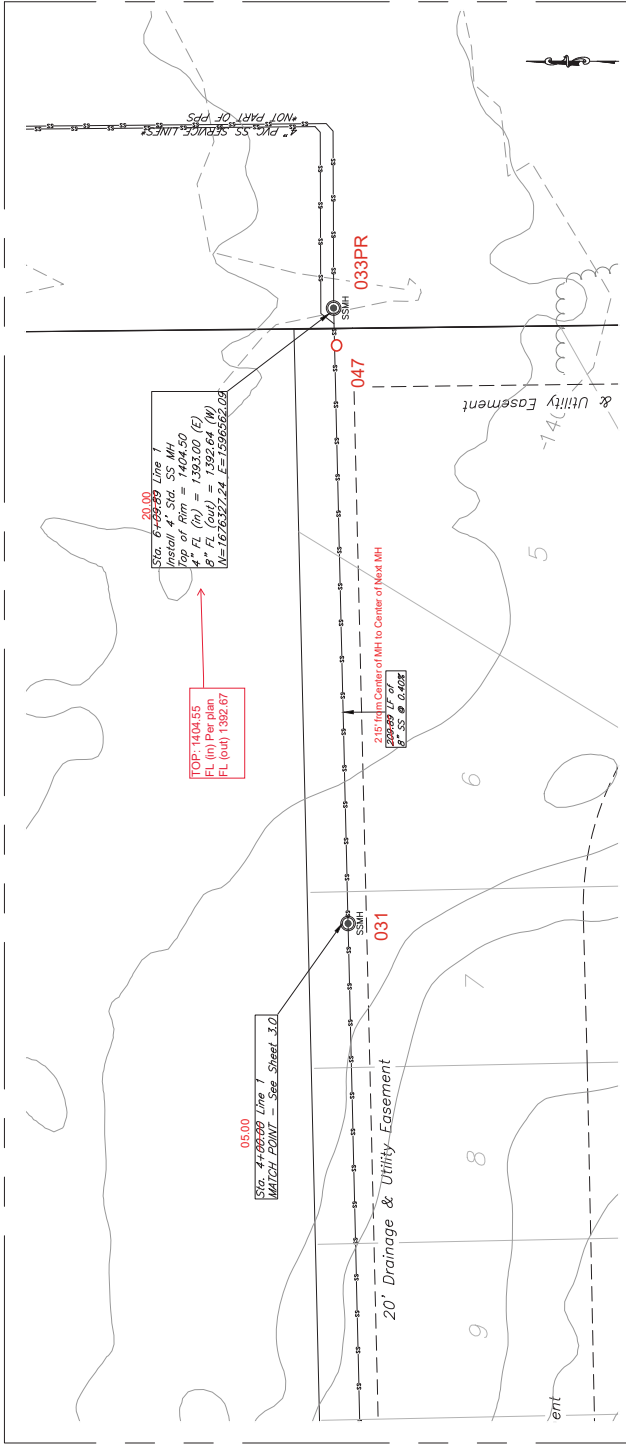 4" PVC SS SERVICE LINES*
*NOT PART OF PPS
033PR
SSMH
047
& Utility Easement
-14
20.00
Sta. 6+09.89 Line 1
Install 4' Std. SS MH
Top of Rim = 1404.50
4" FL (in) = 1393.00 (E)
8" FL (out) = 1392.64 (W)
N=1676327.24 E=1596562.09
TOP: 1404.55
FL (in) Per plan
FL (out) 1392.67
215' from Center of MH to Center of Next MH
209.89 LF of
8" SS @ 0.40%
5
6
7
8
9
SSMH
031
05.00
Sta. 4+00.00 Line 1
MATCH POINT - See Sheet 3.0
20' Drainage & Utility Easement
ent
SS